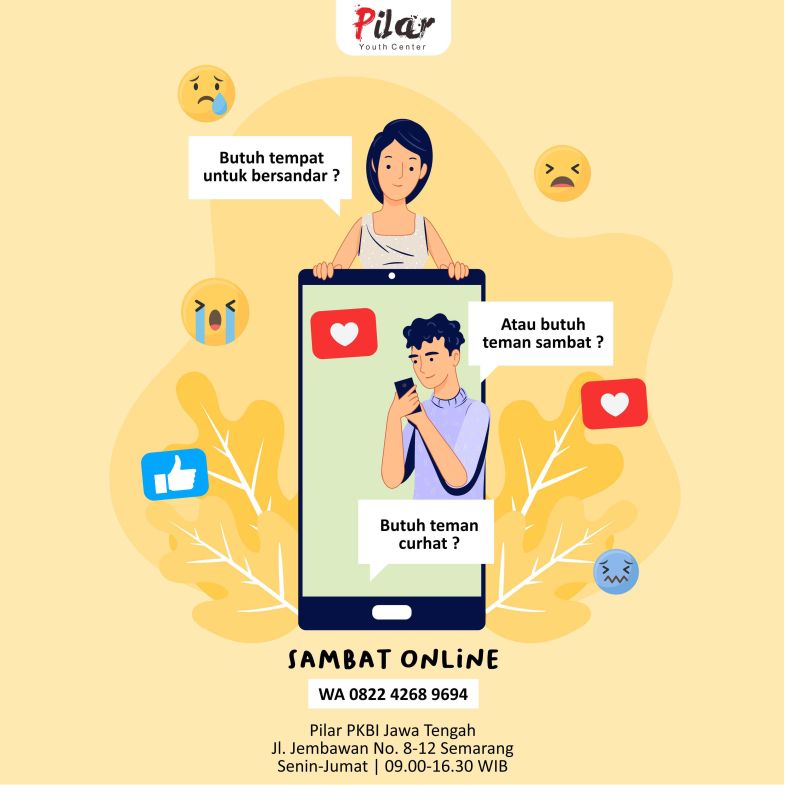 Pilar
Youth Center
Butuh tempat
untuk bersandar ?
Atau butuh
teman sambat ?
Butuh teman
curhat ?
SAMBAT ONLiNE
WA 0822 4268 9694
Pilar PKBI Jawa Tengah
Jl. Jembawan No. 8-12 Semarang
Senin-Jumat | 09.00-16.30 WIB